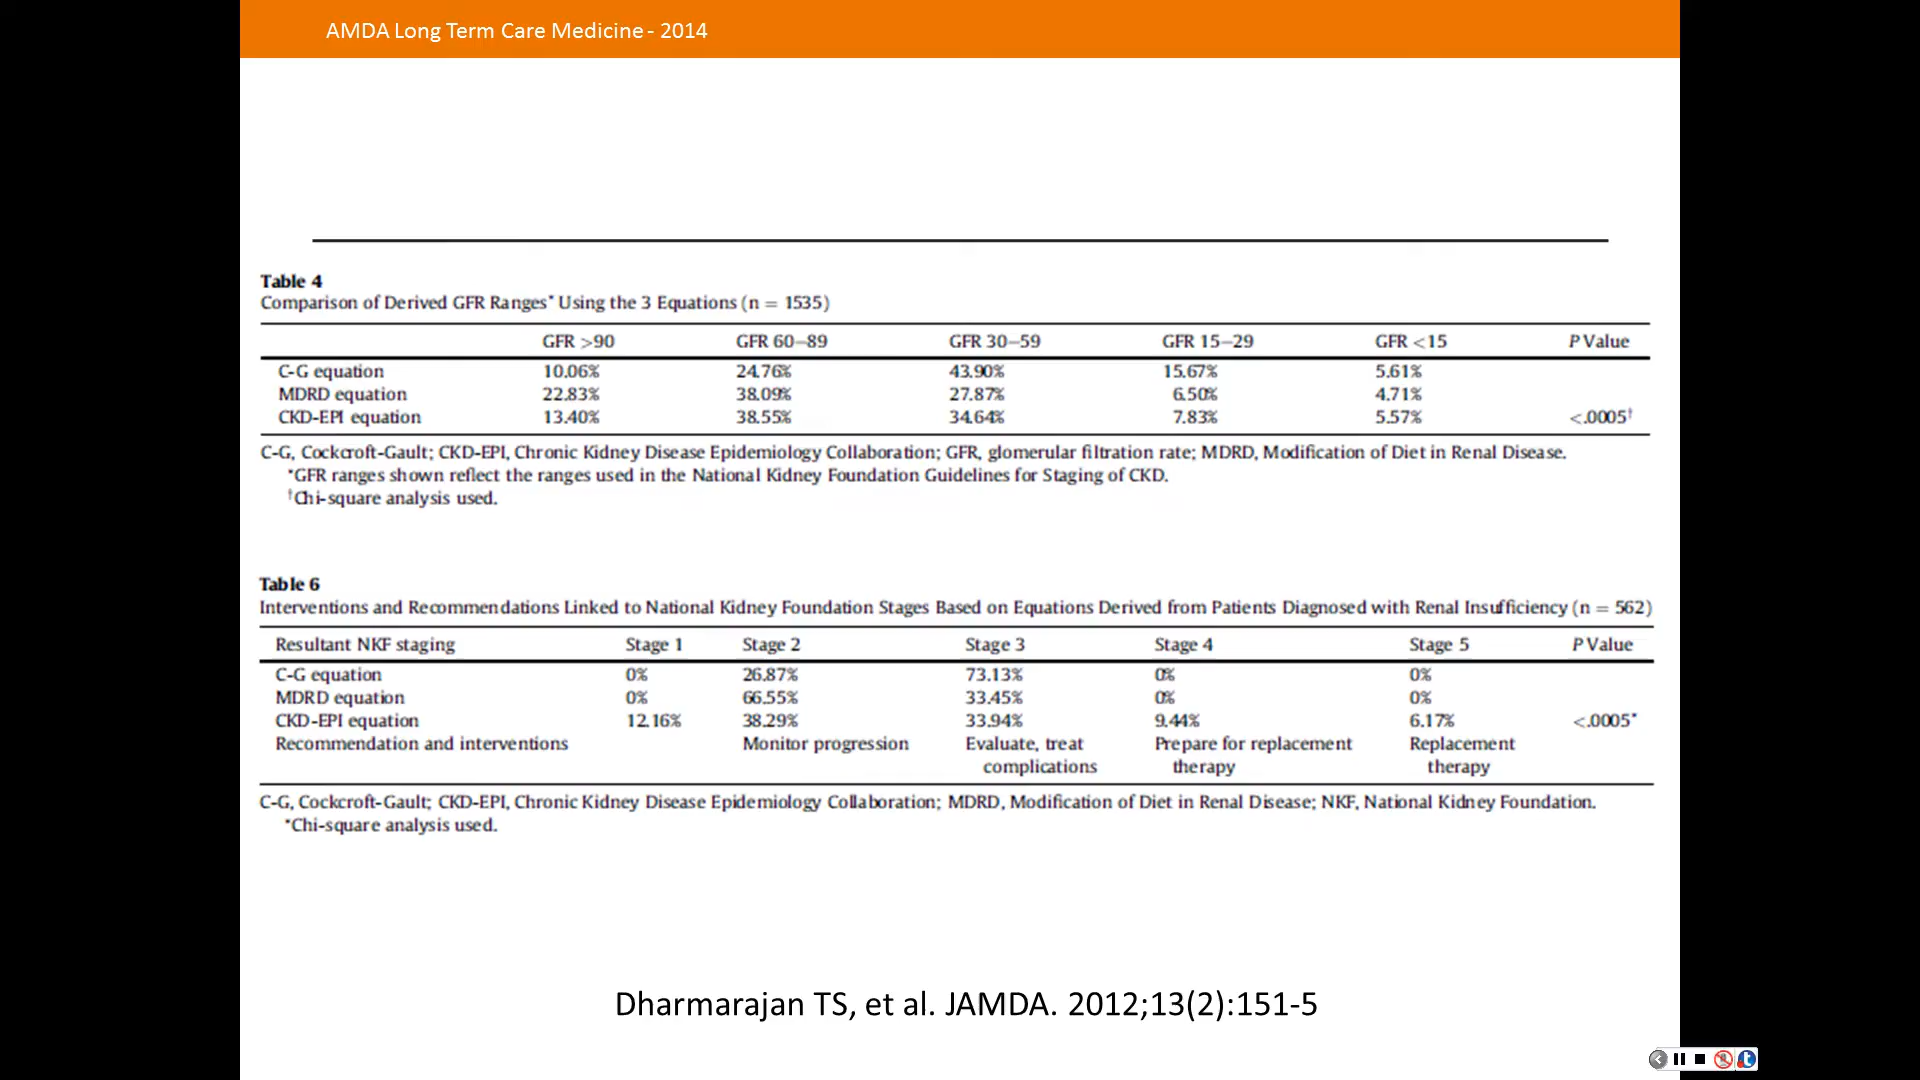 AMDA Long Term Care Medicine - 2014
Table 4
Comparison of Derived GFR Ranges* Using the 3 Equations (n = 1535)
GFR >90 GFR 60–89 GFR 30–59 GFR 15–29 GFR <15 P Value
C-G equation 10.06% 24.76% 43.90% 15.67% 5.61%
MDRD equation 22.83% 38.09% 27.87% 6.50% 4.71%
CKD-EPI equation 13.40% 38.55% 34.64% 7.83% 5.57% <.0005†
C-G, Cockcroft-Gault; CKD-EPI, Chronic Kidney Disease Epidemiology Collaboration; GFR, glomerular filtration rate; MDRD, Modification of Diet in Renal Disease.
*GFR ranges shown reflect the ranges used in the National Kidney Foundation Guidelines for Staging of CKD.
†Chi-square analysis used.
Table 6
Interventions and Recommendations Linked to National Kidney Foundation Stages Based on Equations Derived from Patients Diagnosed with Renal Insufficiency (n = 562)
Resultant NKF staging Stage 1 Stage 2 Stage 3 Stage 4 Stage 5 P Value
C-G equation 0% 26.87% 73.13% 0% 0%
MDRD equation 0% 66.55% 33.45% 0% 0%
CKD-EPI equation 12.16% 38.29% 33.94% 9.44% 6.17% <.0005*
Recommendation and interventions Monitor progression Evaluate, treat Prepare for replacement Replacement
complications therapy therapy
C-G, Cockcroft-Gault; CKD-EPI, Chronic Kidney Disease Epidemiology Collaboration; MDRD, Modification of Diet in Renal Disease; NKF, National Kidney Foundation.
*Chi-square analysis used.
Dharmarajan TS, et al. JAMDA. 2012;13(2):151-5